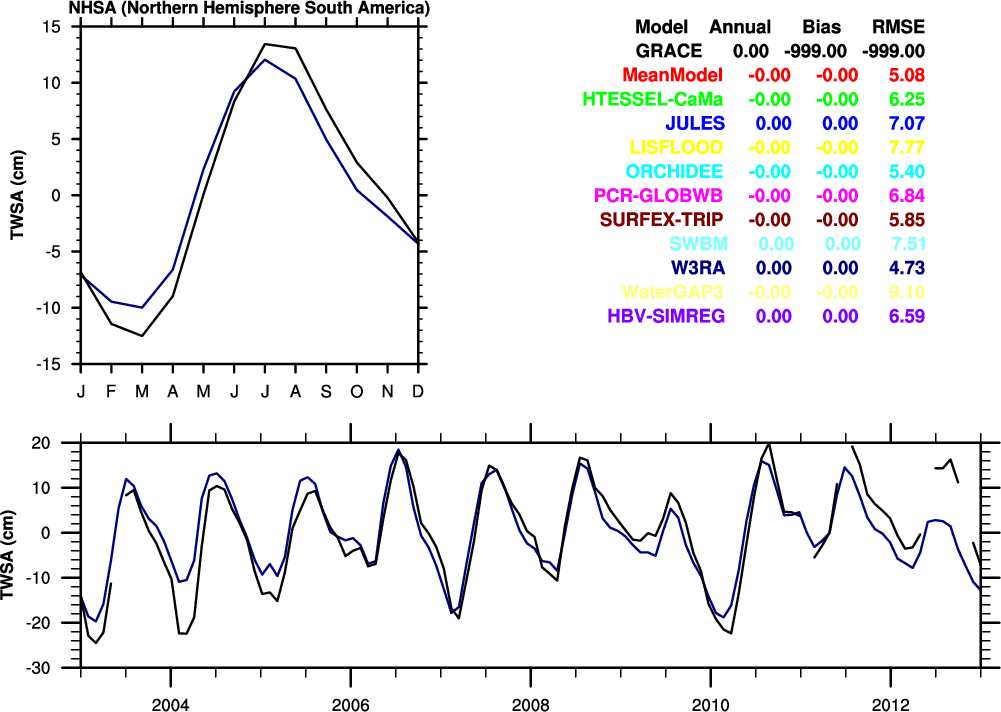 NHSA (Northern Hemisphere South America)
15
10
5
0
-5
-10
-15
TWSA (cm)
J F M A M J J A S O N D
Model Annual Bias RMSE
GRACE 0.00 -999.00 -999.00
MeanModel -0.00 -0.00 5.08
HTESSEL-CaMa -0.00 -0.00 6.25
JULES 0.00 0.00 7.07
LISFLOOD -0.00 -0.00 7.77
ORCHIDEE -0.00 -0.00 5.40
PCR-GLOBWB -0.00 -0.00 6.84
SURFEX-TRIP -0.00 -0.00 5.85
SWBM 0.00 0.00 7.51
W3RA 0.00 0.00 4.73
WaterGAP3 -0.00 -0.00 9.10
HBV-SIMREG 0.00 0.00 6.59
20
10
0
-10
-20
-30
TWSA (cm)
2004 2006 2008 2010 2012